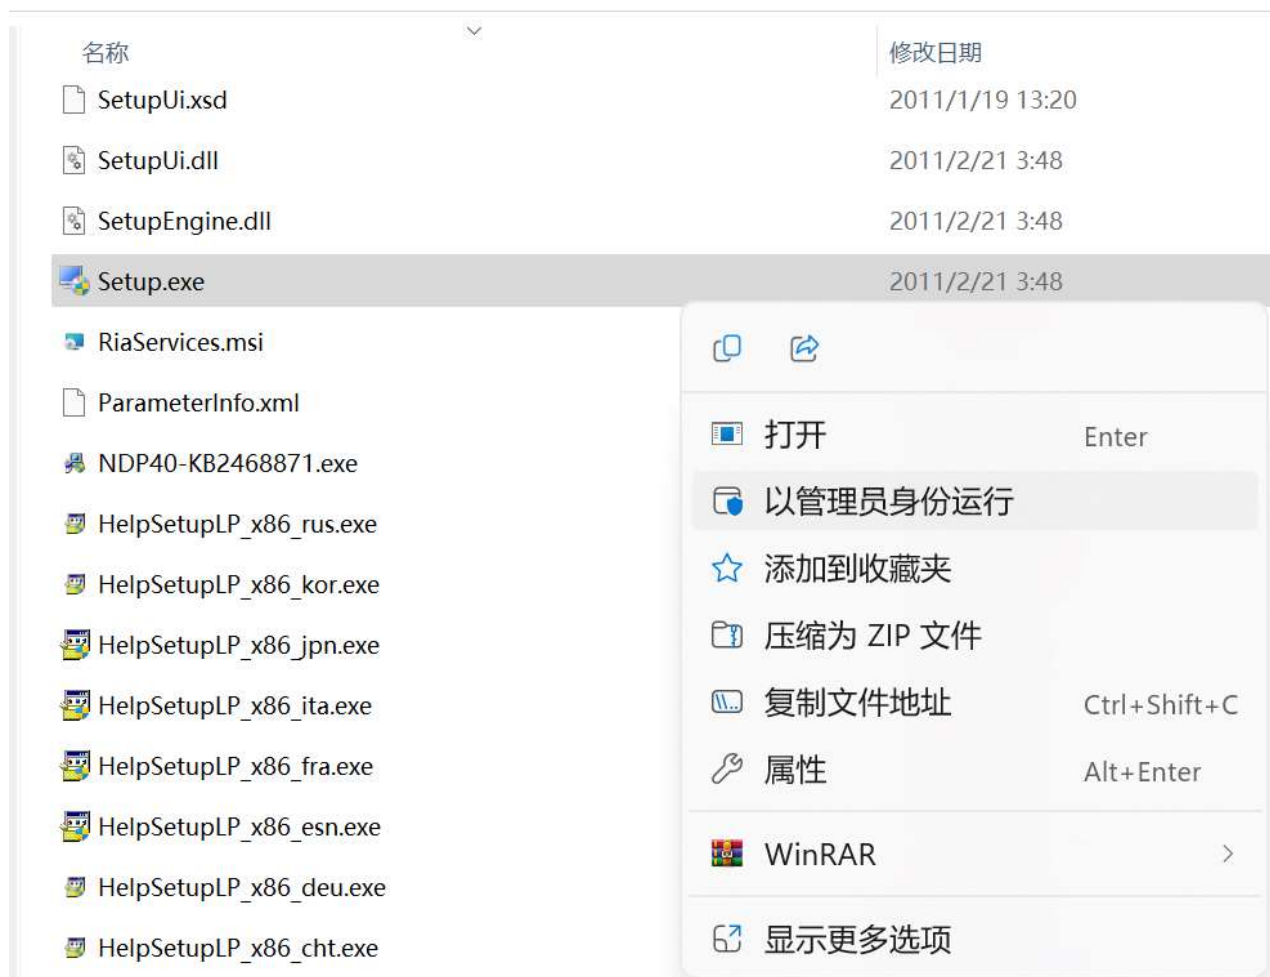 名称 修改日期
SetupUi.xsd 2011/1/19 13:20
SetupUi.dll 2011/2/21 3:48
SetupEngine.dll 2011/2/21 3:48
Setup.exe 2011/2/21 3:48
RiaServices.msi
ParameterInfo.xml
NDP40-KB2468871.exe
HelpSetupLP_x86_rus.exe
HelpSetupLP_x86_kor.exe
HelpSetupLP_x86_jpn.exe
HelpSetupLP_x86_ita.exe
HelpSetupLP_x86_fra.exe
HelpSetupLP_x86_esn.exe
HelpSetupLP_x86_deu.exe
HelpSetupLP_x86_cht.exe
打开 Enter
以管理员身份运行
添加到收藏夹
压缩为 ZIP 文件
复制文件地址 Ctrl+Shift+C
属性 Alt+Enter
WinRAR
显示更多选项